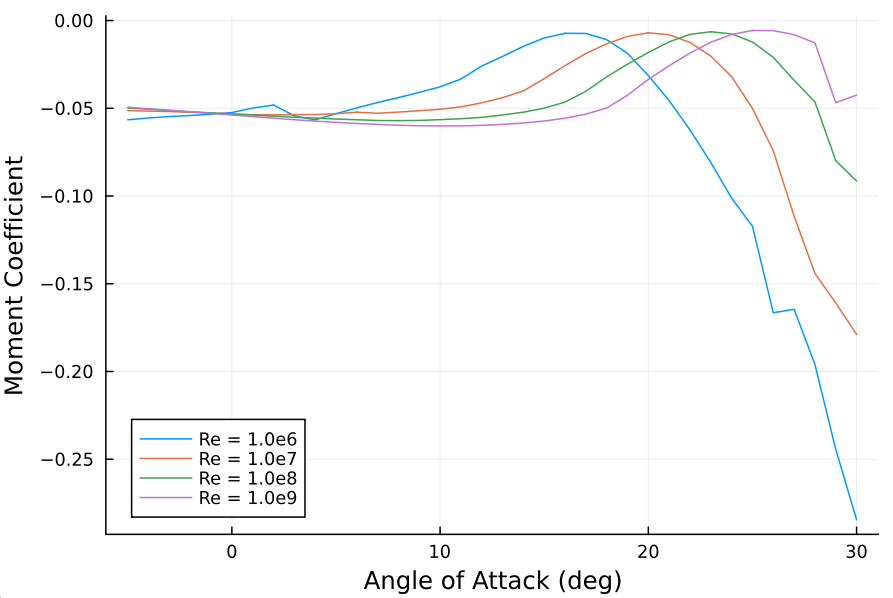 0.00
−0.05
−0.10
−0.15
−0.20
−0.25
Moment Coefficient
Re = 1.0e6
Re = 1.0e7
Re = 1.0e8
Re = 1.0e9
0 10 20 30
Angle of Attack (deg)